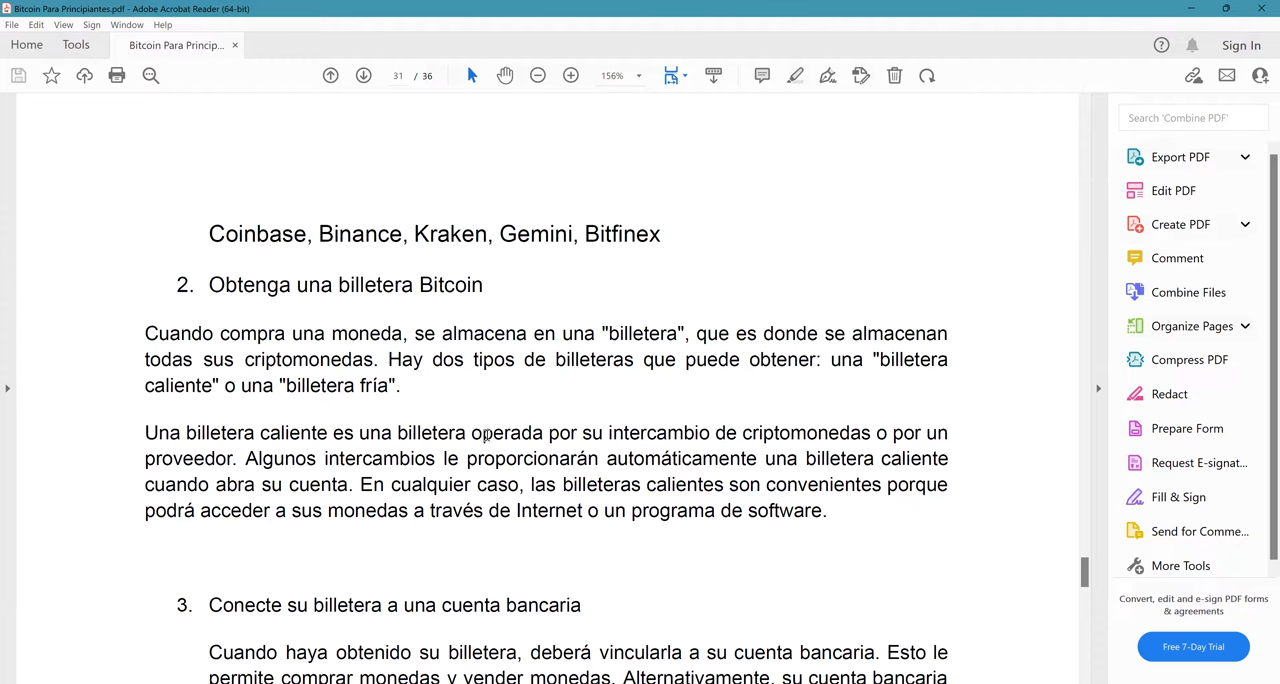 Bitcoin Para Principiantes.pdf - Adobe Acrobat Reader (64-bit)
File Edit View Sign Window Help
Home Tools Bitcoin Para Princip... × Sign In
31 / 36 156%
Search 'Combine PDF'
Export PDF
Edit PDF
Create PDF
Comment
Combine Files
Organize Pages
Compress PDF
Redact
Prepare Form
Request E-signat...
Fill & Sign
Send for Comme...
More Tools
Convert, edit and e-sign PDF forms
& agreements
Free 7-Day Trial
Coinbase, Binance, Kraken, Gemini, Bitfinex
2. Obtenga una billetera Bitcoin
Cuando compra una moneda, se almacena en una "billetera", que es donde se almacenan
todas sus criptomonedas. Hay dos tipos de billeteras que puede obtener: una "billetera
caliente" o una "billetera fría".
Una billetera caliente es una billetera operada por su intercambio de criptomonedas o por un
proveedor. Algunos intercambios le proporcionarán automáticamente una billetera caliente
cuando abra su cuenta. En cualquier caso, las billeteras calientes son convenientes porque
podrá acceder a sus monedas a través de Internet o un programa de software.
3. Conecte su billetera a una cuenta bancaria
Cuando haya obtenido su billetera, deberá vincularla a su cuenta bancaria. Esto le
permite comprar monedas y vender monedas. Alternativamente, su cuenta bancaria